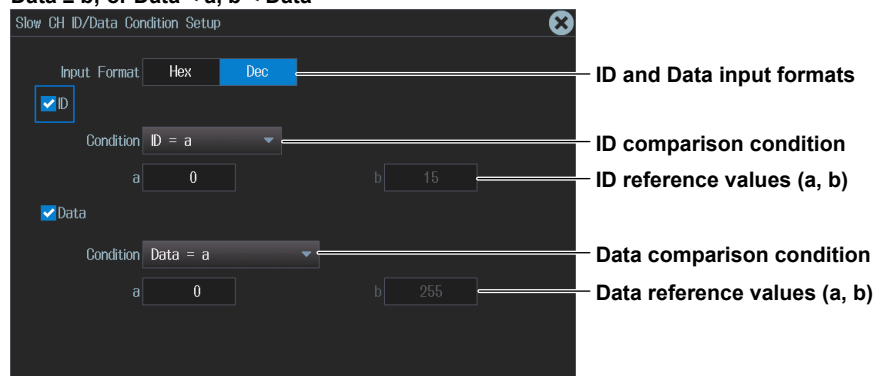 Slow CH ID/Data Condition Setup
Input Format Hex Dec ID and Data input formats
ID
Condition ID = a ID comparison condition
a 0 b 15 ID reference values (a, b)
Data
Condition Data = a Data comparison condition
a 0 b 255 Data reference values (a, b)